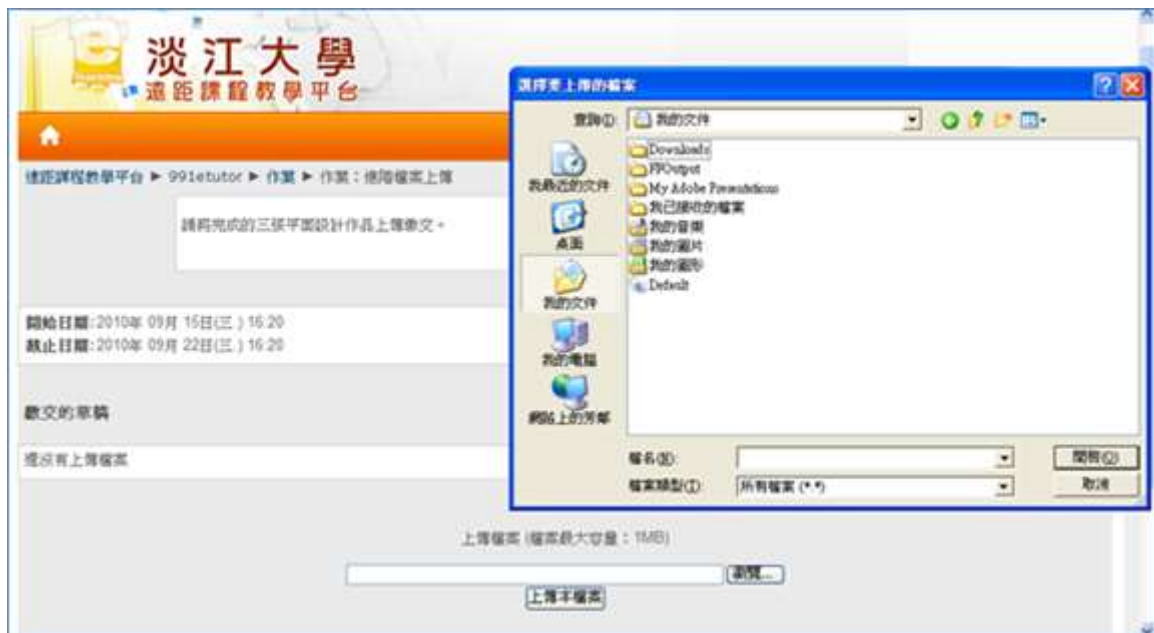 淡江大學
遠距課程教學平台
遠距課程教學平台 ► 991etutor ► 作業 ► 作業：進階檔案上傳
請將完成的三張平面設計作品上傳繳交。
開始日期:2010年 09月 15日(三) 16:20
截止日期:2010年 09月 22日(三) 16:20
繳交的草稿
還沒有上傳檔案
上傳檔案 (檔案最大容量：1MB)
瀏覽...
上傳本檔案
選擇要上傳的檔案
查詢(I):
我的文件
我最近的文件
桌面
我的文件
我的電腦
網路上的芳鄰
Downloads
FFOutput
My Adobe Presentations
我已接收的檔案
我的音樂
我的圖片
我的圖形
Default
檔名(N):
開啟(O)
檔案類型(T):
所有檔案 (*.*)
取消